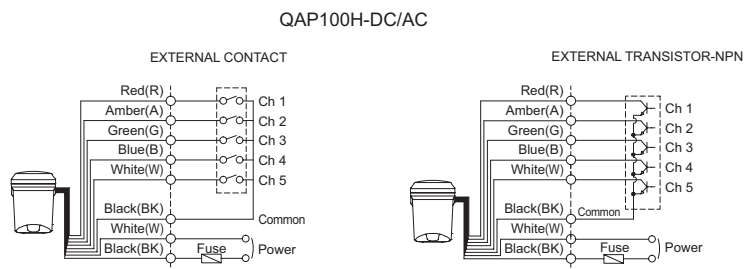 QAP100H-DC/AC
EXTERNAL CONTACT
Red(R)
Ch 1
Amber(A)
Ch 2
Green(G)
Ch 3
Blue(B)
Ch 4
White(W)
Ch 5
Black(BK)
Common
White(W)
Black(BK)
Fuse
Power
EXTERNAL TRANSISTOR-NPN
Red(R)
Ch 1
Amber(A)
Ch 2
Green(G)
Ch 3
Blue(B)
Ch 4
White(W)
Ch 5
Black(BK)
Common
White(W)
Black(BK)
Fuse
Power